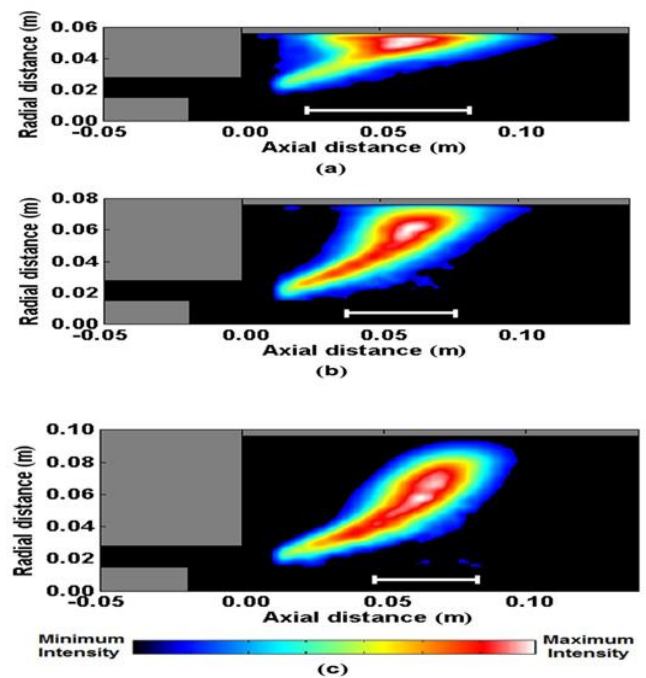 Radial distance (m)
0.06
0.04
0.02
0.00
-0.05 0.00 0.05 0.10
Axial distance (m)
(a)
Radial distance (m)
0.08
0.06
0.04
0.02
0.00
-0.05 0.00 0.05 0.10
Axial distance (m)
(b)
Radial distance (m)
0.10
0.08
0.06
0.04
0.02
0.00
-0.05 0.00 0.05 0.10
Axial distance (m)
Minimum Intensity
Maximum Intensity
(c)